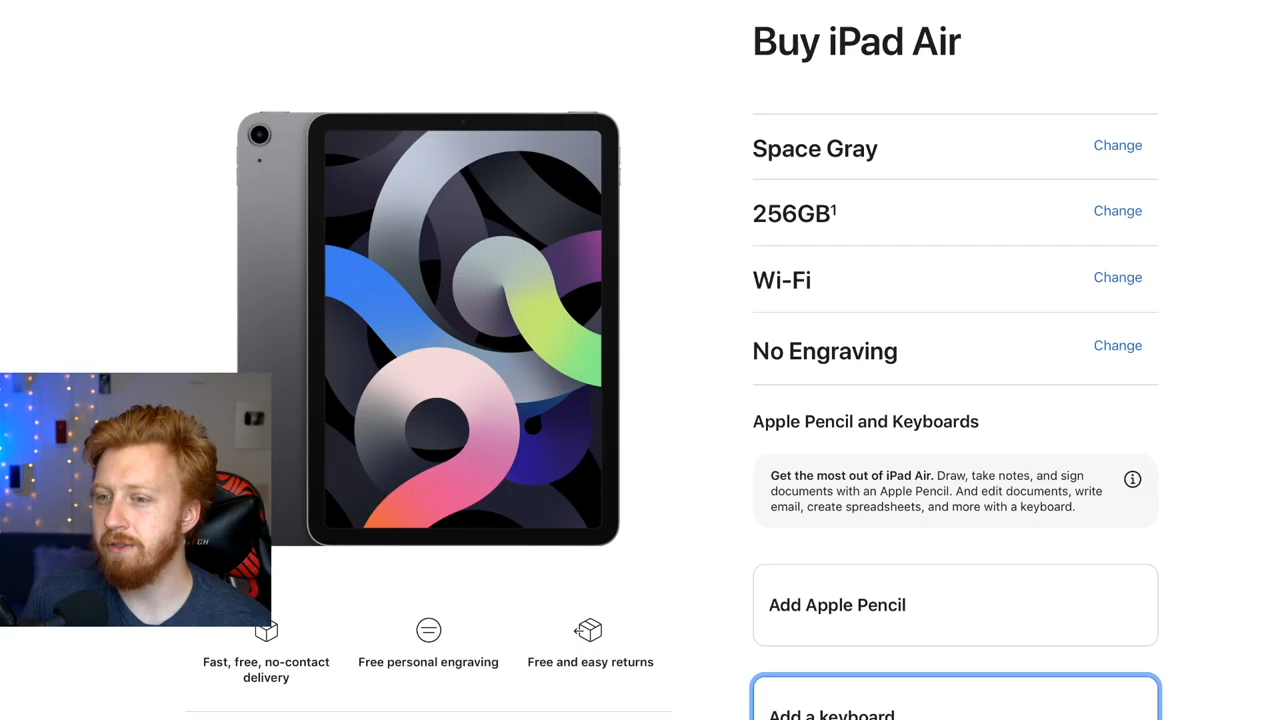 Buy iPad Air
Space Gray
Change
256GB¹
Change
Wi-Fi
Change
No Engraving
Change
Apple Pencil and Keyboards
Get the most out of iPad Air. Draw, take notes, and sign
documents with an Apple Pencil. And edit documents, write
email, create spreadsheets, and more with a keyboard.
Add Apple Pencil
Add a keyboard
Fast, free, no-contact
delivery
Free personal engraving
Free and easy returns